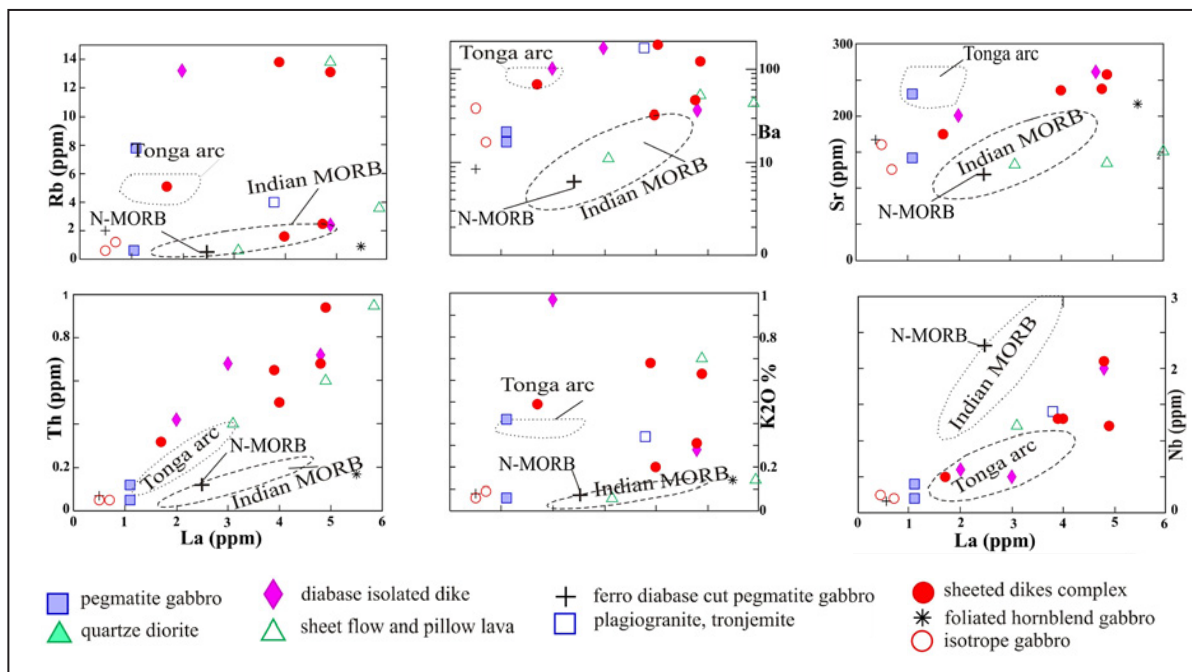 14
12
10
8
6
4
2
0
Rb (ppm)
Tonga arc
Indian MORB
N-MORB
Tonga arc
100
10
0
Ba
N-MORB
Indian MORB
300
200
100
0
Sr (ppm)
Tonga arc
Indian MORB
N-MORB
1
0.8
0.2
0
Th (ppm)
Tonga arc
N-MORB
Indian MORB
0 1 2 3 4 5 6
La (ppm)
1
0.8
0.6
0.4
0.2
0
K2O %
Tonga arc
N-MORB
Indian MORB
3
2
1
0
Nb (ppm)
N-MORB
Indian MORB
Tonga arc
0 1 2 3 4 5 6
La (ppm)
pegmatite gabbro
diabase isolated dike
ferro diabase cut pegmatite gabbro
sheeted dikes complex
quartze diorite
sheet flow and pillow lava
plagiogranite, tronjemite
foliated hornblend gabbro
isotrope gabbro